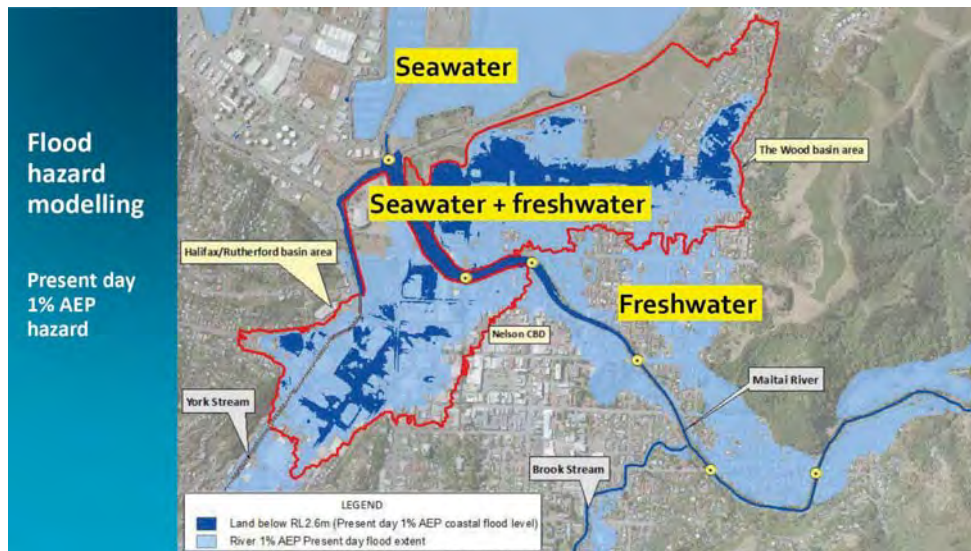 Flood
hazard
modelling
Present day
1% AEP
hazard
Seawater
The Wood basin area
Seawater + freshwater
Halifax/Rutherford basin area
Freshwater
Nelson CBD
Maitai River
York Stream
Brook Stream
LEGEND
Land below RL2.6m (Present day 1% AEP coastal flood level)
River 1% AEP Present day flood extent